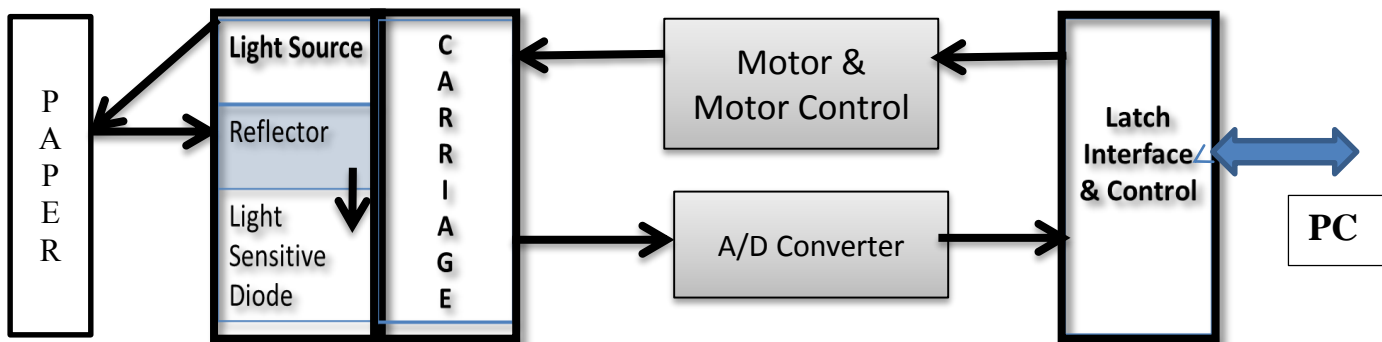 P
A
P
E
R
Light Source
Reflector
Light
Sensitive
Diode
C
A
R
R
I
A
G
E
Motor &
Motor Control
A/D Converter
Latch
Interface
& Control
PC